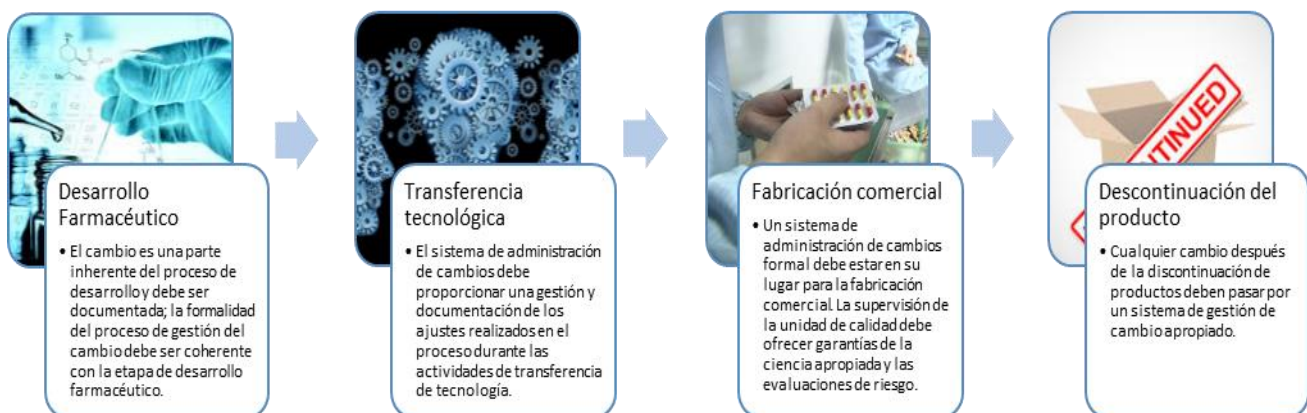 Desarrollo
Farmacéutico
• El cambio es una parte
inherente del proceso de
desarrollo y debe ser
documentada; la formalidad
del proceso de gestión del
cambio debe ser coherente
con la etapa de desarrollo
farmacéutico.
Transferencia
tecnológica
• El sistema de administración
de cambios debe
proporcionar una gestión y
documentación de los
ajustes realizados en el
proceso durante las
actividades de transferencia
de tecnología.
Fabricación comercial
• Un sistema de
administración de cambios
formal debe estar en su
lugar para la fabricación
comercial. La supervisión de
la unidad de calidad debe
ofrecer garantías de la
ciencia apropiada y las
evaluaciones de riesgo.
TINUED
Descontinuación del
producto
• Cualquier cambio después
de la discontinuación de
productos deben pasar por
un sistema de gestión de
cambio apropiado.